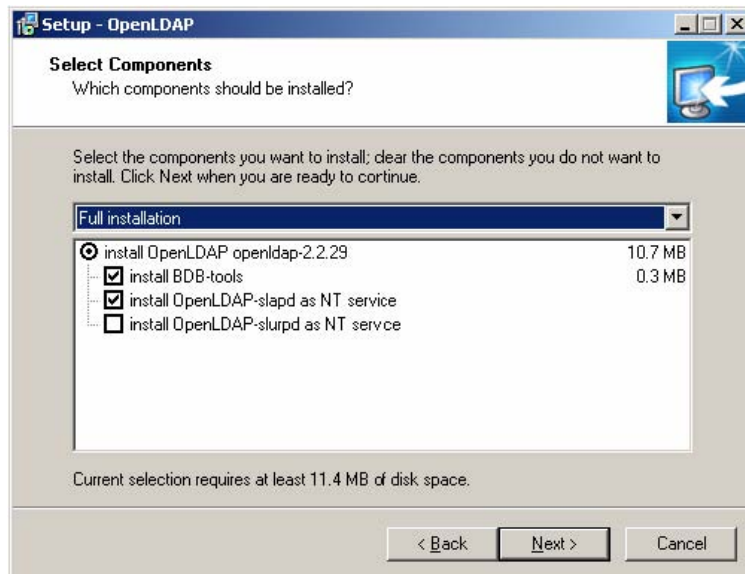 Setup - OpenLDAP
Select Components
Which components should be installed?
Select the components you want to install; clear the components you do not want to
install. Click Next when you are ready to continue.
Full installation
install OpenLDAP openldap-2.2.29 10.7 MB
install BDB-tools 0.3 MB
install OpenLDAP-slapd as NT service
install OpenLDAP-slurpd as NT servce
Current selection requires at least 11.4 MB of disk space.
< Back Next > Cancel